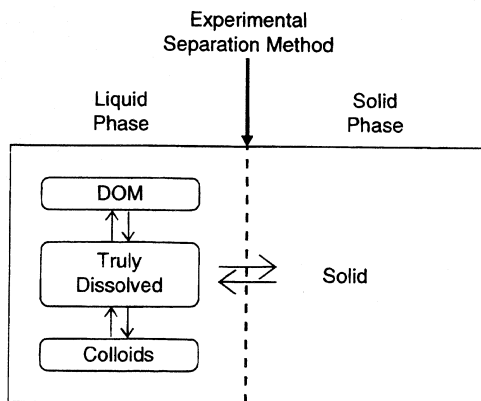 Experimental
Separation Method
Liquid
Phase
Solid
Phase
DOM
Truly
Dissolved
Solid
Colloids